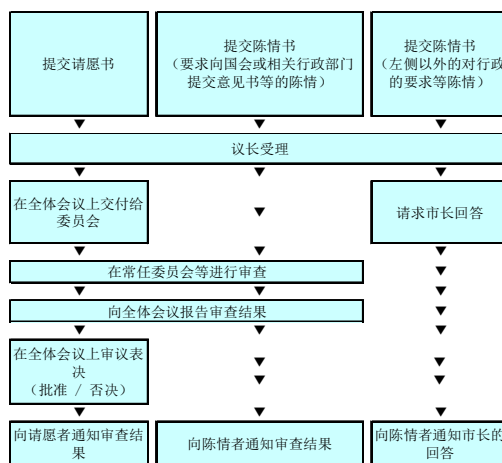 提交请愿书
提交陈情书
（要求向国会或相关行政部门
提交意见书等的陈情）
提交陈情书
（左侧以外的对行政
的要求等陈情）
议长受理
在全体会议上交付给
委员会
请求市长回答
在常任委员会等进行审查
向全体会议报告审查结果
在全体会议上审议表
决
（批准 / 否决）
向请愿者通知审查结
果
向陈情者通知审查结果
向陈情者通知市长的
回答